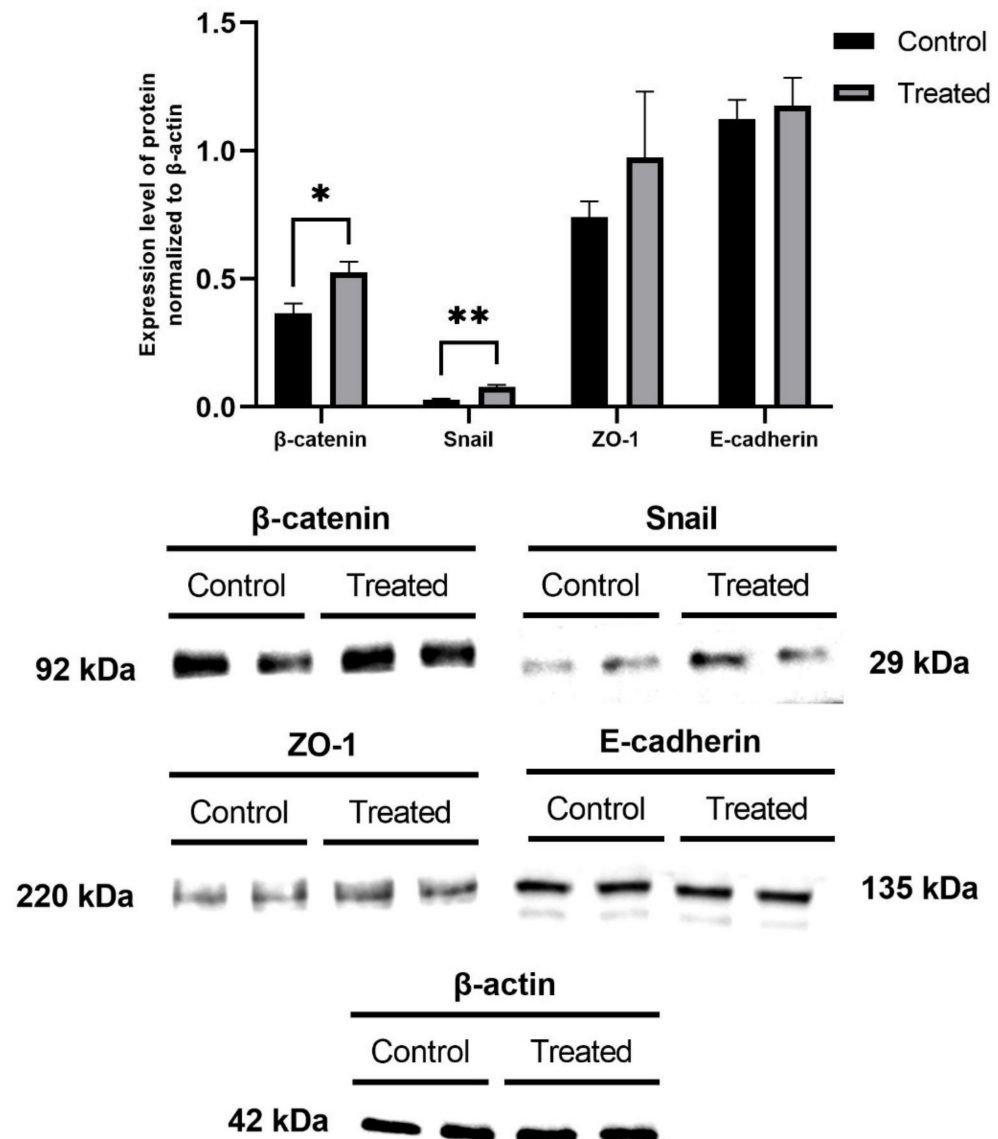 1.5
1.0
0.5
0.0
Expression level of protein
normalized to β-actin
Control
Treated
*
**
β-catenin
Snail
ZO-1
E-cadherin
β-catenin
Control Treated
92 kDa
Snail
Control Treated
29 kDa
ZO-1
Control Treated
220 kDa
E-cadherin
Control Treated
135 kDa
β-actin
Control Treated
42 kDa